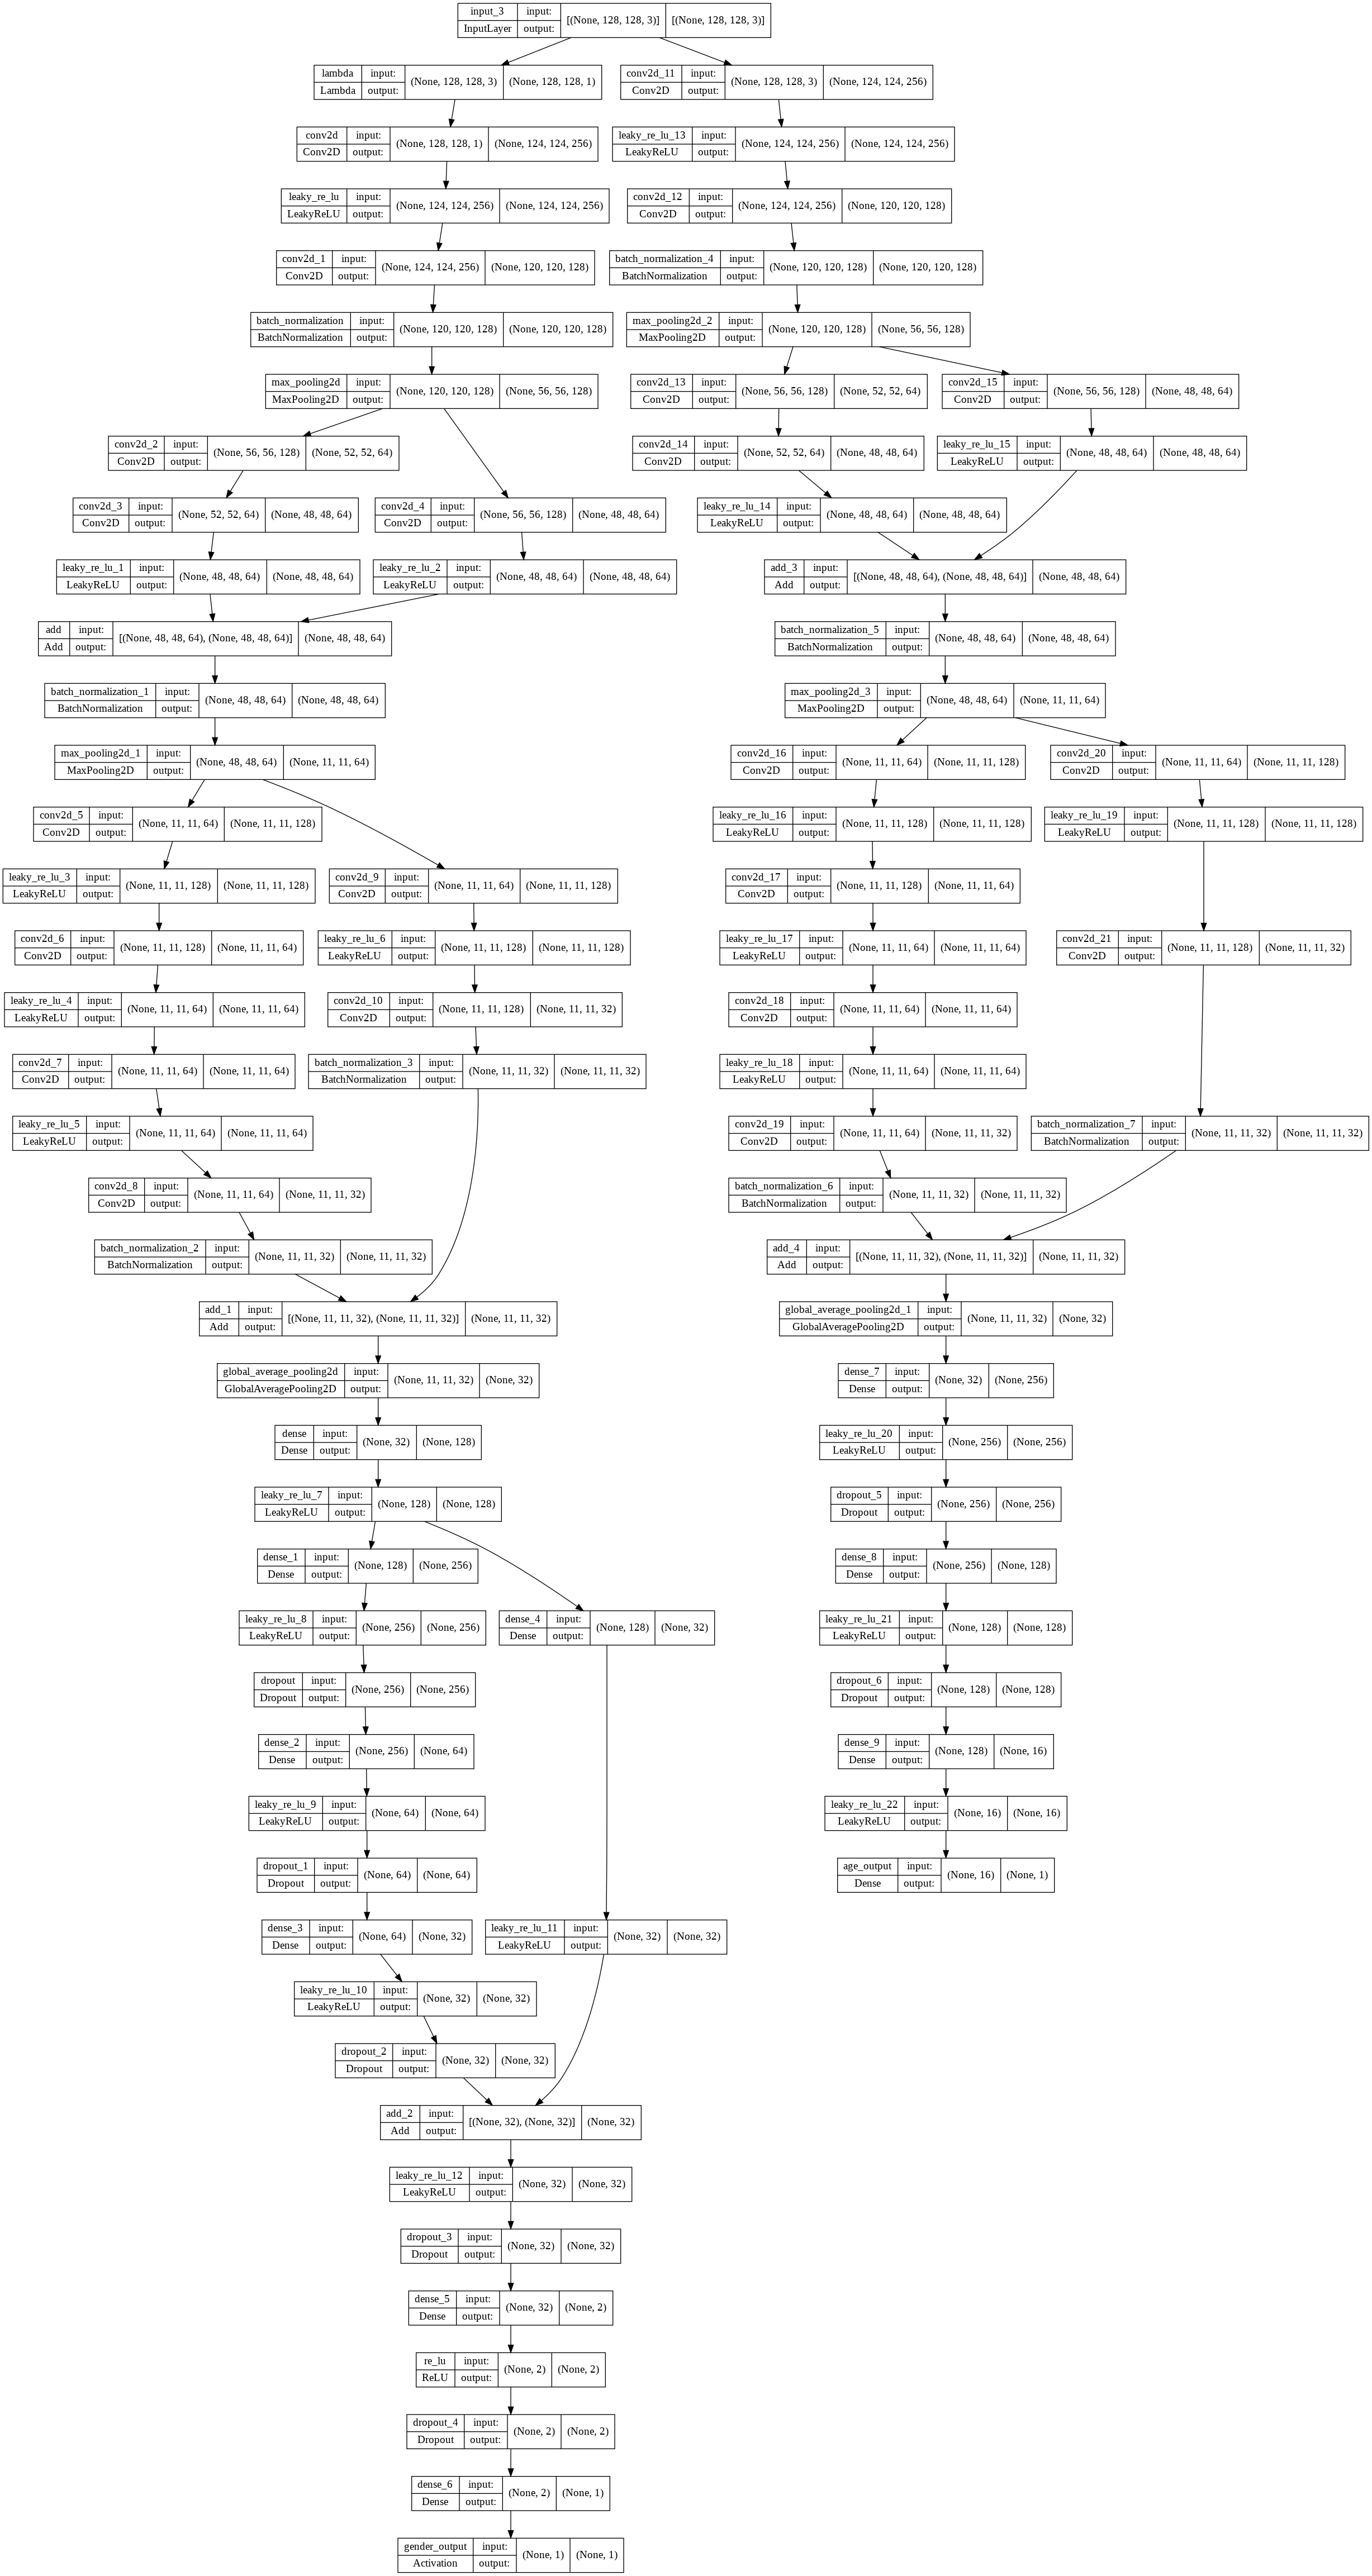 input_3 input: [(None, 128, 128, 3)] [(None, 128, 128, 3)]
InputLayer output:
lambda input: (None, 128, 128, 3) (None, 128, 128, 1)
Lambda output:
conv2d_11 input: (None, 128, 128, 3) (None, 124, 124, 256)
Conv2D output:
conv2d input: (None, 128, 128, 1) (None, 124, 124, 256)
Conv2D output:
leaky_re_lu_13 input: (None, 124, 124, 256) (None, 124, 124, 256)
LeakyReLU output:
leaky_re_lu input: (None, 124, 124, 256) (None, 124, 124, 256)
LeakyReLU output:
conv2d_12 input: (None, 124, 124, 256) (None, 120, 120, 128)
Conv2D output:
conv2d_1 input: (None, 124, 124, 256) (None, 120, 120, 128)
Conv2D output:
batch_normalization_4 input: (None, 120, 120, 128) (None, 120, 120, 128)
BatchNormalization output:
batch_normalization input: (None, 120, 120, 128) (None, 120, 120, 128)
BatchNormalization output:
max_pooling2d_2 input: (None, 120, 120, 128) (None, 56, 56, 128)
MaxPooling2D output:
max_pooling2d input: (None, 120, 120, 128) (None, 56, 56, 128)
MaxPooling2D output:
conv2d_13 input: (None, 56, 56, 128) (None, 52, 52, 64)
Conv2D output:
conv2d_15 input: (None, 56, 56, 128) (None, 48, 48, 64)
Conv2D output:
conv2d_2 input: (None, 56, 56, 128) (None, 52, 52, 64)
Conv2D output:
conv2d_14 input: (None, 52, 52, 64) (None, 48, 48, 64)
Conv2D output:
leaky_re_lu_15 input: (None, 48, 48, 64) (None, 48, 48, 64)
LeakyReLU output:
conv2d_3 input: (None, 52, 52, 64) (None, 48, 48, 64)
Conv2D output:
conv2d_4 input: (None, 56, 56, 128) (None, 48, 48, 64)
Conv2D output:
leaky_re_lu_14 input: (None, 48, 48, 64) (None, 48, 48, 64)
LeakyReLU output:
leaky_re_lu_1 input: (None, 48, 48, 64) (None, 48, 48, 64)
LeakyReLU output:
leaky_re_lu_2 input: (None, 48, 48, 64) (None, 48, 48, 64)
LeakyReLU output:
add_3 input: [(None, 48, 48, 64), (None, 48, 48, 64)] (None, 48, 48, 64)
Add output:
add input: [(None, 48, 48, 64), (None, 48, 48, 64)] (None, 48, 48, 64)
Add output:
batch_normalization_5 input: (None, 48, 48, 64) (None, 48, 48, 64)
BatchNormalization output:
batch_normalization_1 input: (None, 48, 48, 64) (None, 48, 48, 64)
BatchNormalization output:
max_pooling2d_3 input: (None, 48, 48, 64) (None, 11, 11, 64)
MaxPooling2D output:
max_pooling2d_1 input: (None, 48, 48, 64) (None, 11, 11, 64)
MaxPooling2D output:
conv2d_16 input: (None, 11, 11, 64) (None, 11, 11, 128)
Conv2D output:
conv2d_20 input: (None, 11, 11, 64) (None, 11, 11, 128)
Conv2D output:
conv2d_5 input: (None, 11, 11, 64) (None, 11, 11, 128)
Conv2D output:
leaky_re_lu_16 input: (None, 11, 11, 128) (None, 11, 11, 128)
LeakyReLU output:
leaky_re_lu_19 input: (None, 11, 11, 128) (None, 11, 11, 128)
LeakyReLU output:
leaky_re_lu_3 input: (None, 11, 11, 128) (None, 11, 11, 128)
LeakyReLU output:
conv2d_9 input: (None, 11, 11, 64) (None, 11, 11, 128)
Conv2D output:
conv2d_17 input: (None, 11, 11, 128) (None, 11, 11, 64)
Conv2D output:
conv2d_6 input: (None, 11, 11, 128) (None, 11, 11, 64)
Conv2D output:
leaky_re_lu_6 input: (None, 11, 11, 128) (None, 11, 11, 128)
LeakyReLU output:
leaky_re_lu_17 input: (None, 11, 11, 64) (None, 11, 11, 64)
LeakyReLU output:
conv2d_21 input: (None, 11, 11, 128) (None, 11, 11, 32)
Conv2D output:
leaky_re_lu_4 input: (None, 11, 11, 64) (None, 11, 11, 64)
LeakyReLU output:
conv2d_10 input: (None, 11, 11, 128) (None, 11, 11, 32)
Conv2D output:
conv2d_18 input: (None, 11, 11, 64) (None, 11, 11, 64)
Conv2D output:
conv2d_7 input: (None, 11, 11, 64) (None, 11, 11, 64)
Conv2D output:
batch_normalization_3 input: (None, 11, 11, 32) (None, 11, 11, 32)
BatchNormalization output:
leaky_re_lu_18 input: (None, 11, 11, 64) (None, 11, 11, 64)
LeakyReLU output:
leaky_re_lu_5 input: (None, 11, 11, 64) (None, 11, 11, 64)
LeakyReLU output:
conv2d_19 input: (None, 11, 11, 64) (None, 11, 11, 32)
Conv2D output:
batch_normalization_7 input: (None, 11, 11, 32) (None, 11, 11, 32)
BatchNormalization output:
conv2d_8 input: (None, 11, 11, 64) (None, 11, 11, 32)
Conv2D output:
batch_normalization_6 input: (None, 11, 11, 32) (None, 11, 11, 32)
BatchNormalization output:
batch_normalization_2 input: (None, 11, 11, 32) (None, 11, 11, 32)
BatchNormalization output:
add_4 input: [(None, 11, 11, 32), (None, 11, 11, 32)] (None, 11, 11, 32)
Add output:
add_1 input: [(None, 11, 11, 32), (None, 11, 11, 32)] (None, 11, 11, 32)
Add output:
global_average_pooling2d_1 input: (None, 11, 11, 32) (None, 32)
GlobalAveragePooling2D output:
global_average_pooling2d input: (None, 11, 11, 32) (None, 32)
GlobalAveragePooling2D output:
dense_7 input: (None, 32) (None, 256)
Dense output:
dense input: (None, 32) (None, 128)
Dense output:
leaky_re_lu_20 input: (None, 256) (None, 256)
LeakyReLU output:
leaky_re_lu_7 input: (None, 128) (None, 128)
LeakyReLU output:
dropout_5 input: (None, 256) (None, 256)
Dropout output:
dense_1 input: (None, 128) (None, 256)
Dense output:
dense_8 input: (None, 256) (None, 128)
Dense output:
leaky_re_lu_8 input: (None, 256) (None, 256)
LeakyReLU output:
dense_4 input: (None, 128) (None, 32)
Dense output:
leaky_re_lu_21 input: (None, 128) (None, 128)
LeakyReLU output:
dropout input: (None, 256) (None, 256)
Dropout output:
dropout_6 input: (None, 128) (None, 128)
Dropout output:
dense_2 input: (None, 256) (None, 64)
Dense output:
dense_9 input: (None, 128) (None, 16)
Dense output:
leaky_re_lu_9 input: (None, 64) (None, 64)
LeakyReLU output:
leaky_re_lu_22 input: (None, 16) (None, 16)
LeakyReLU output:
dropout_1 input: (None, 64) (None, 64)
Dropout output:
age_output input: (None, 16) (None, 1)
Dense output:
dense_3 input: (None, 64) (None, 32)
Dense output:
leaky_re_lu_11 input: (None, 32) (None, 32)
LeakyReLU output:
leaky_re_lu_10 input: (None, 32) (None, 32)
LeakyReLU output:
dropout_2 input: (None, 32) (None, 32)
Dropout output:
add_2 input: [(None, 32), (None, 32)] (None, 32)
Add output:
leaky_re_lu_12 input: (None, 32) (None, 32)
LeakyReLU output:
dropout_3 input: (None, 32) (None, 32)
Dropout output:
dense_5 input: (None, 32) (None, 2)
Dense output:
re_lu input: (None, 2) (None, 2)
ReLU output:
dropout_4 input: (None, 2) (None, 2)
Dropout output:
dense_6 input: (None, 2) (None, 1)
Dense output:
gender_output input: (None, 1) (None, 1)
Activation output: